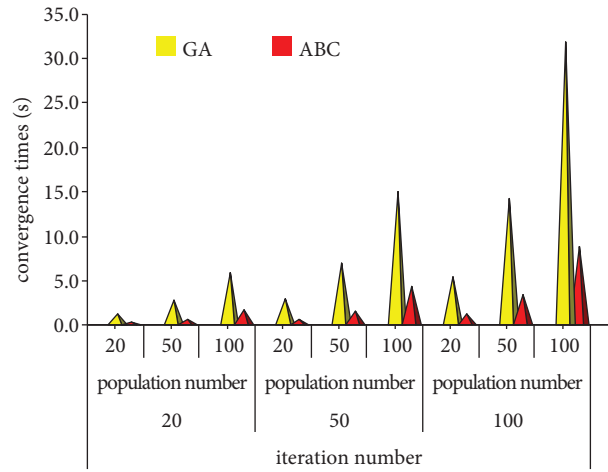 35.0
GA ABC
30.0
25.0
20.0
15.0
10.0
5.0
0.0
convergence times (s)
20 50 100 20 50 100 20 50 100
population number population number population number
20 50 100
iteration number